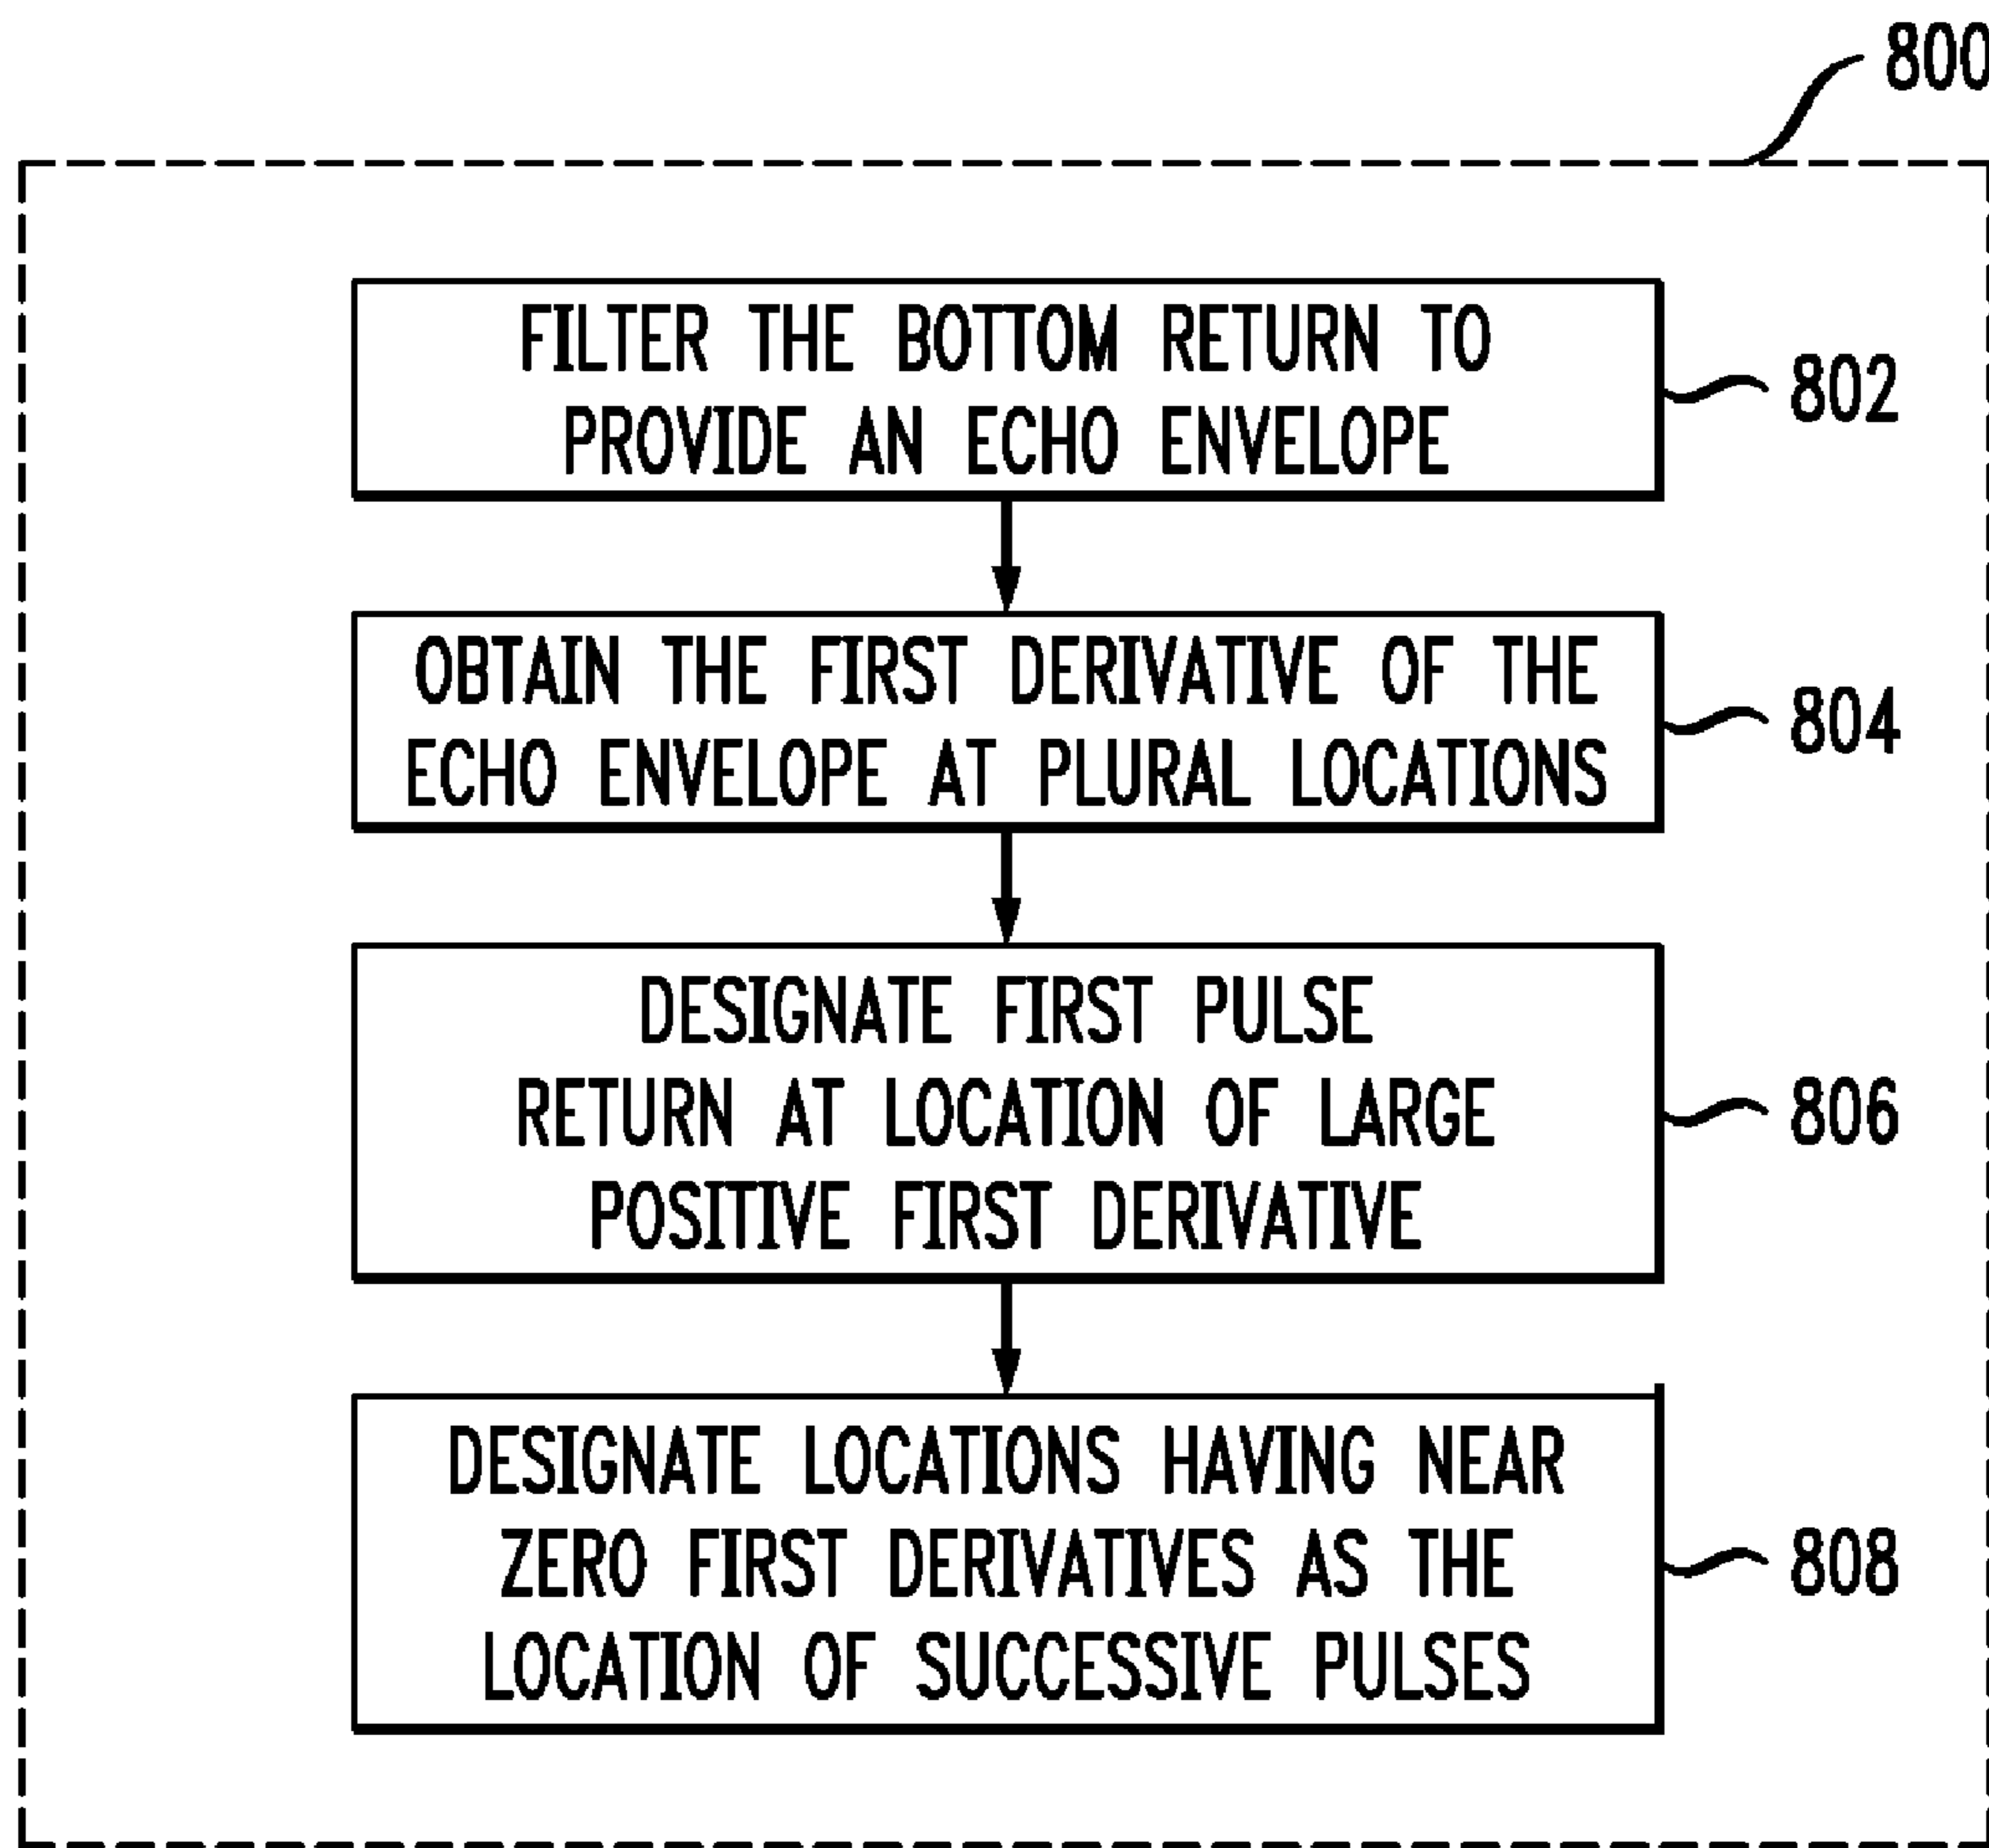 800
FILTER THE BOTTOM RETURN TO
PROVIDE AN ECHO ENVELOPE
802
OBTAIN THE FIRST DERIVATIVE OF THE
ECHO ENVELOPE AT PLURAL LOCATIONS
804
DESIGNATE FIRST PULSE
RETURN AT LOCATION OF LARGE
POSITIVE FIRST DERIVATIVE
806
DESIGNATE LOCATIONS HAVING NEAR
ZERO FIRST DERIVATIVES AS THE
LOCATION OF SUCCESSIVE PULSES
808